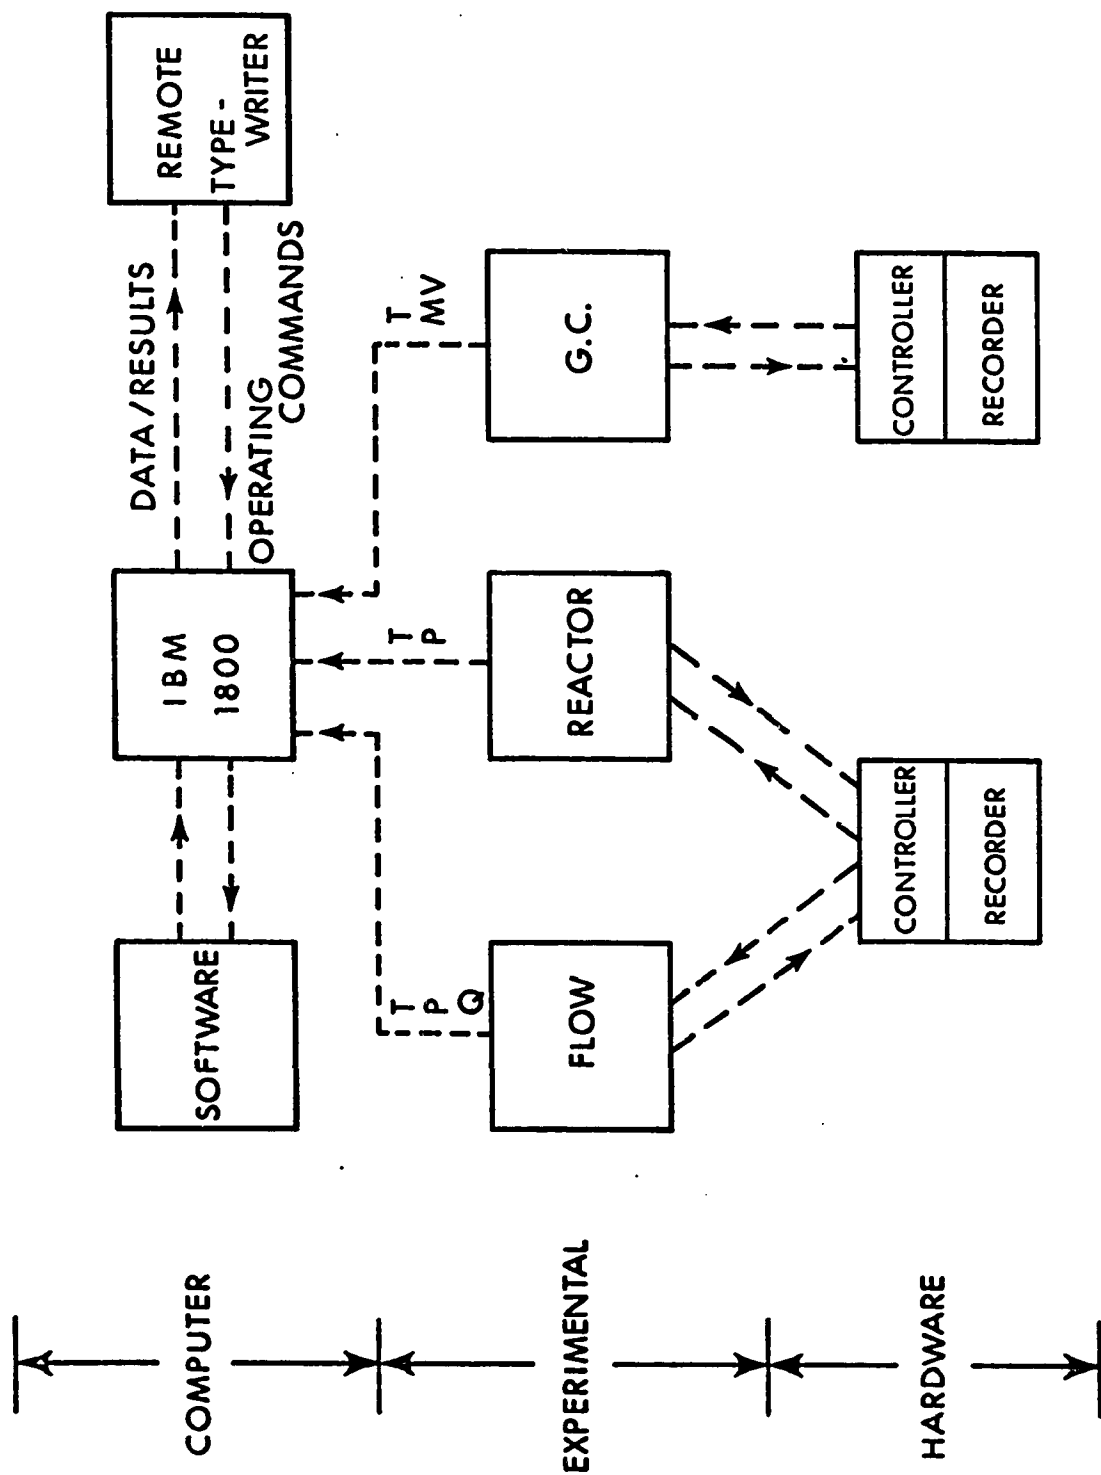 COMPUTER
SOFTWARE
IBM
1800
DATA/RESULTS
OPERATING
COMMANDS
REMOTE
TYPE-
WRITER
EXPERIMENTAL
T
P
Q
FLOW
T
P
REACTOR
T
MV
G.C.
HARDWARE
CONTROLLER
RECORDER
CONTROLLER
RECORDER